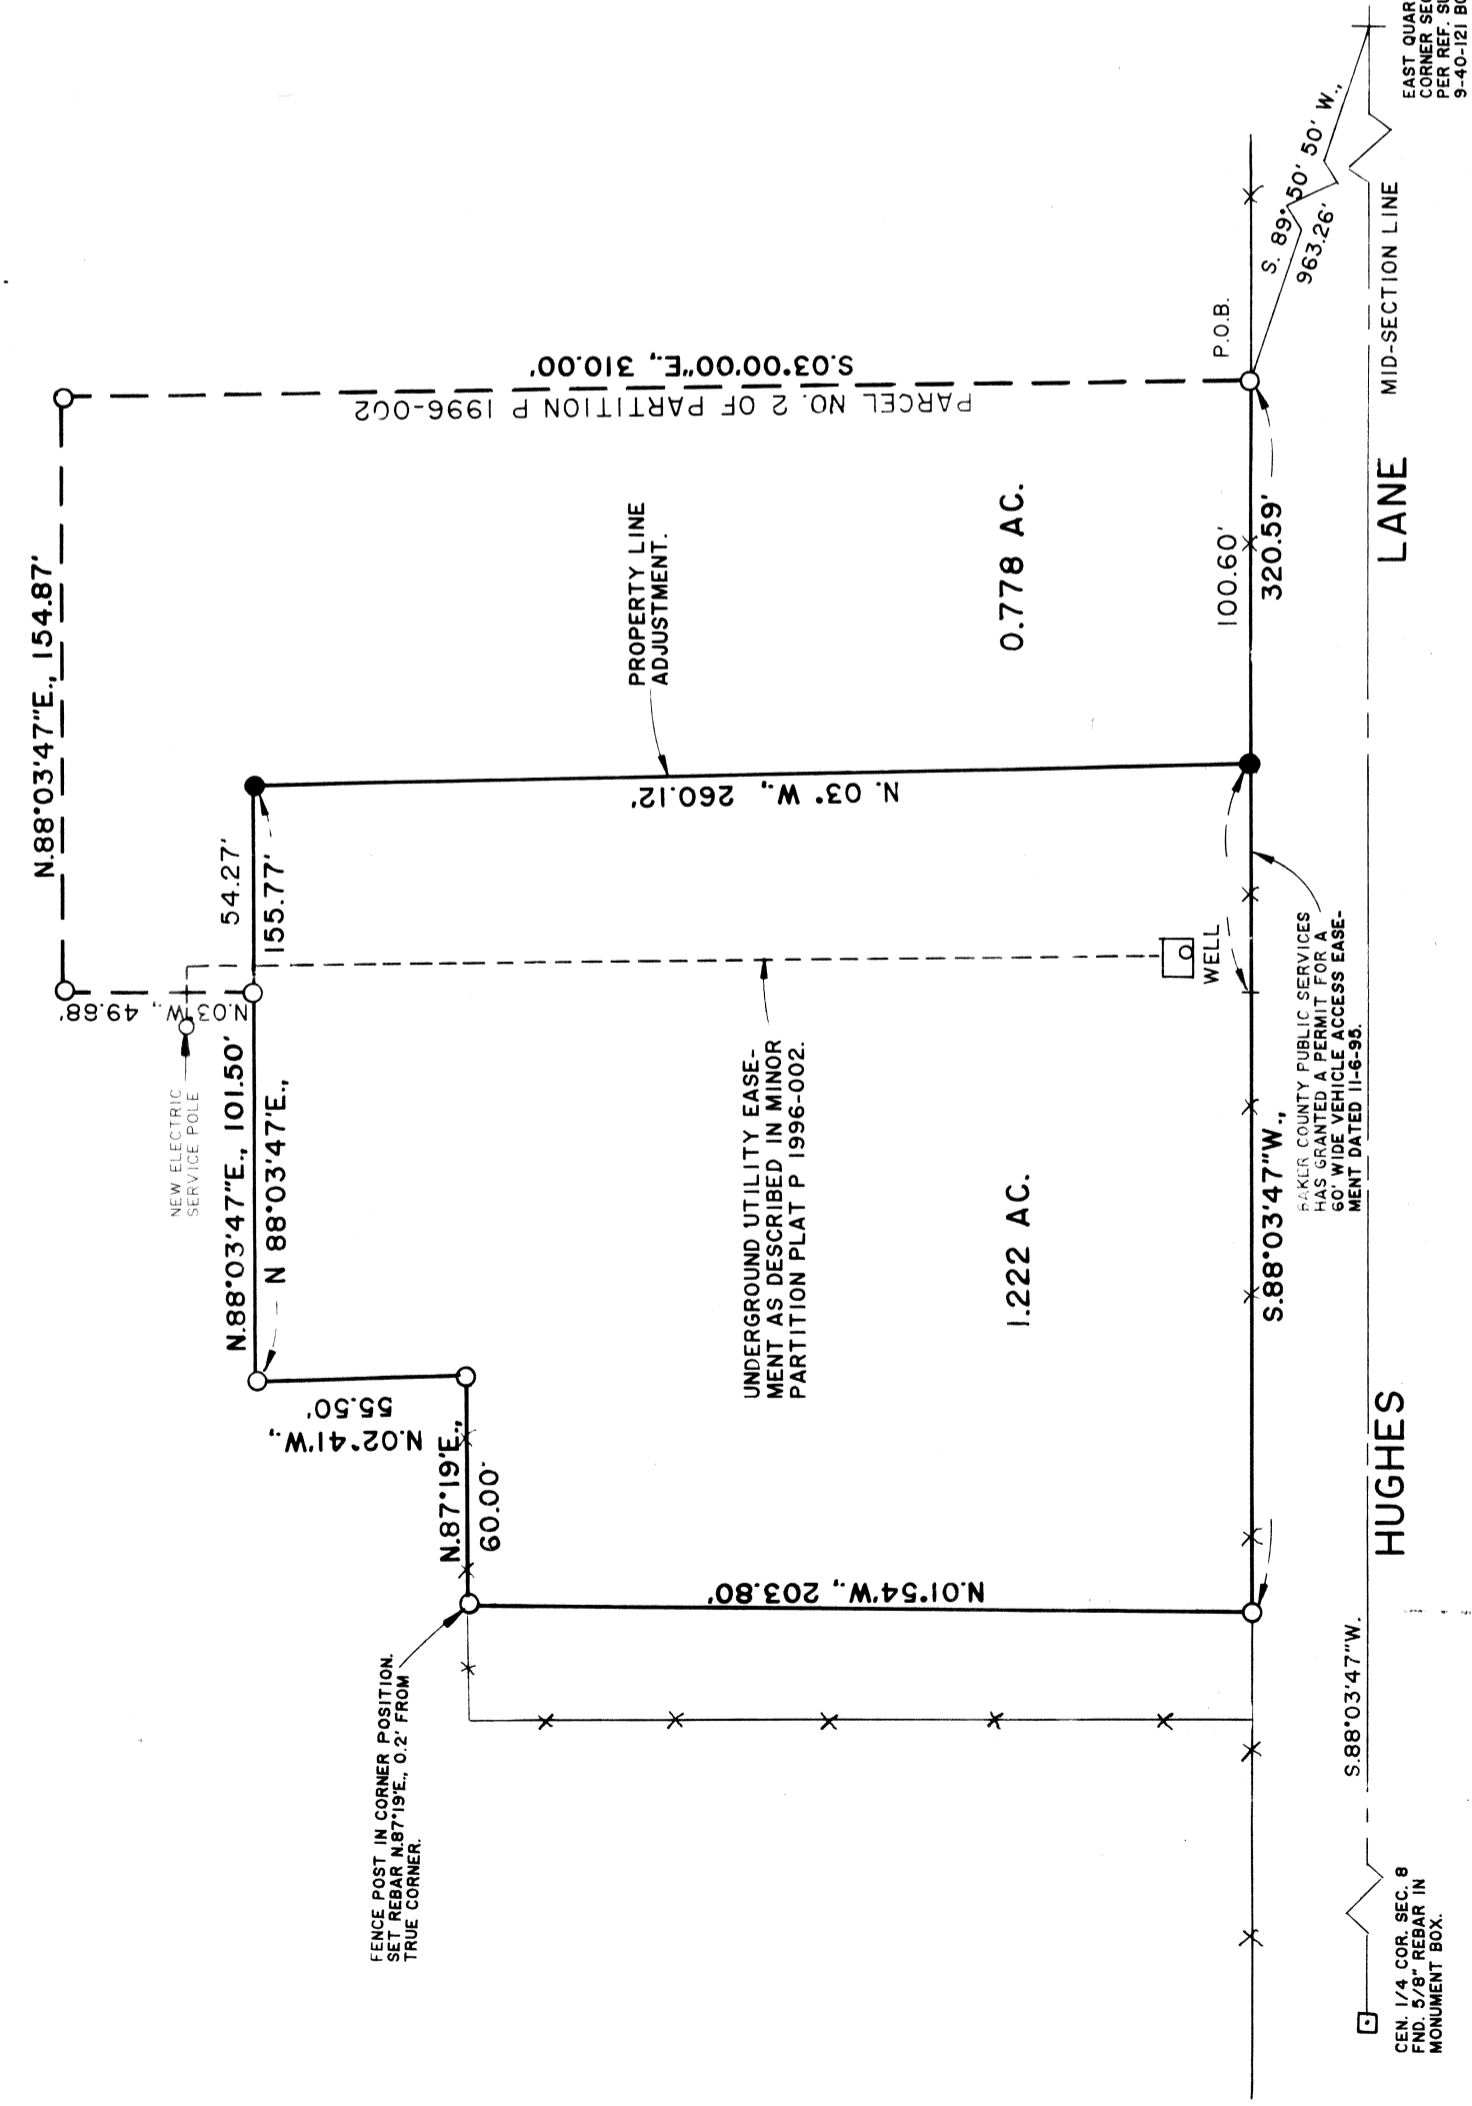 N.88°03'47"E., 154.87'
S.03°00'00"E., 310.00'
PARCEL NO. 2 OF PARTITION P 1996-002
P.O.B.
S. 89° 50' 50' W.,
963.26'
EAST QUAR
CORNER SE
PER REF.
9-40-121
MID-SECTION LINE
PROPERTY LINE
ADJUSTMENT.
0.778 AC.
100.60'
320.59'
LANE
54.27'
155.77'
N. 03° W., 260.12'
N.03°W., 49.88'
NEW ELECTRIC
SERVICE POLE
N.88°03'47"E., 101.50'
N 88°03'47'E.,
WELL
BAKER COUNTY PUBLIC SERVICES
HAS GRANTED A PERMIT FOR A
60' WIDE VEHICLE ACCESS EASE-
MENT DATED 11-6-95.
UNDERGROUND UTILITY EASE-
MENT AS DESCRIBED IN MINOR
PARTITION PLAT P 1996-002.
1.222 AC.
S.88°03'47"W.,
N.02°41'W.,
55.50'
N.87°19'E.,
60.00'
N.01°54'W., 203.80'
HUGHES
FENCE POST IN CORNER POSITION.
SET REBAR N.87°19'E., 0.2' FROM
TRUE CORNER.
S.88°03'47"W.
CEN. 1/4 COR. SEC. 8
FND. 5/8" REBAR IN
MONUMENT BOX.